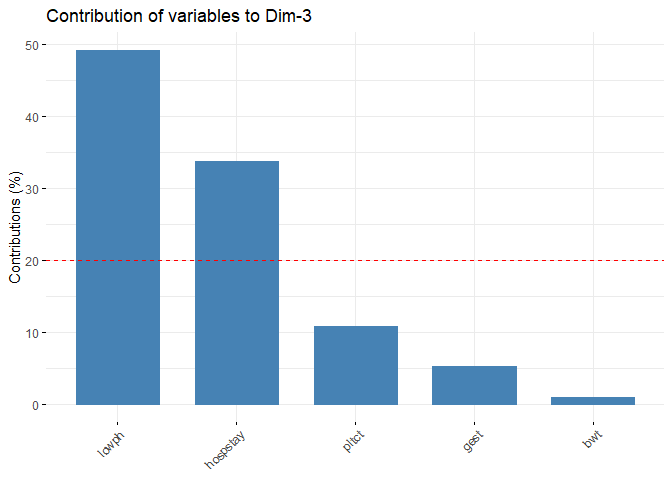 Contribution of variables to Dim-3
Contributions (%)
50
40
30
20
10
0
lowph
hospstay
pltct
gest
bwt